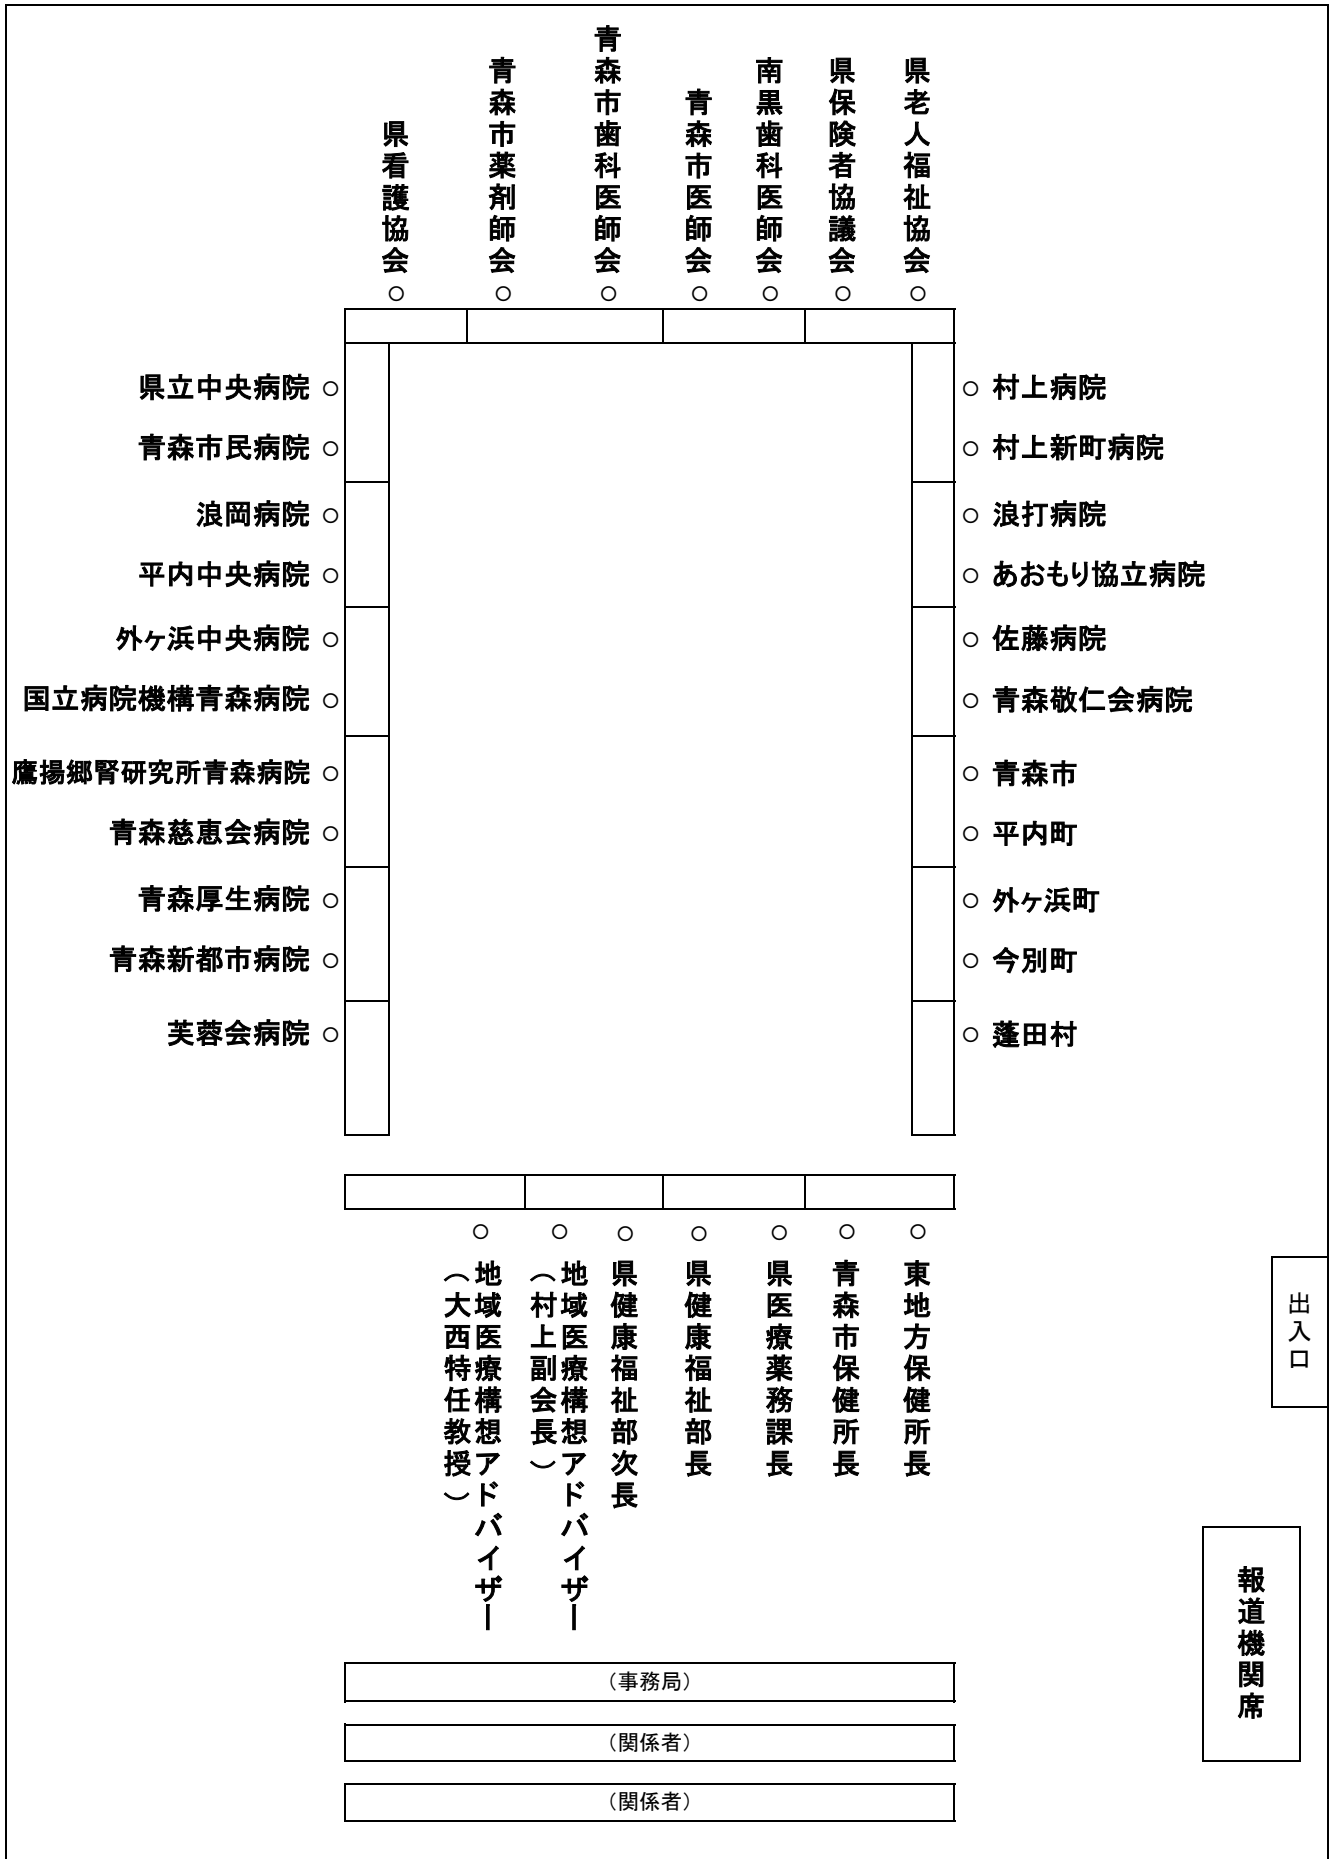 県看護協会
青森市薬剤師会
青森市歯科医師会
青森市医師会
南黒歯科医師会
県保険者協議会
県老人福祉協会
県立中央病院
青森市民病院
浪岡病院
平内中央病院
外ヶ浜中央病院
国立病院機構青森病院
鷹揚郷腎研究所青森病院
青森慈恵会病院
青森厚生病院
青森新都市病院
芙蓉会病院
村上病院
村上新町病院
浪打病院
あおもり協立病院
佐藤病院
青森敬仁会病院
青森市
平内町
外ヶ浜町
今別町
蓬田村
地域医療構想アドバイザー
（大西特任教授）
地域医療構想アドバイザー
（村上副会長）
県健康福祉部次長
県健康福祉部長
県医療薬務課長
青森市保健所長
東地方保健所長
出入口
報道機関席
（事務局）
（関係者）
（関係者）